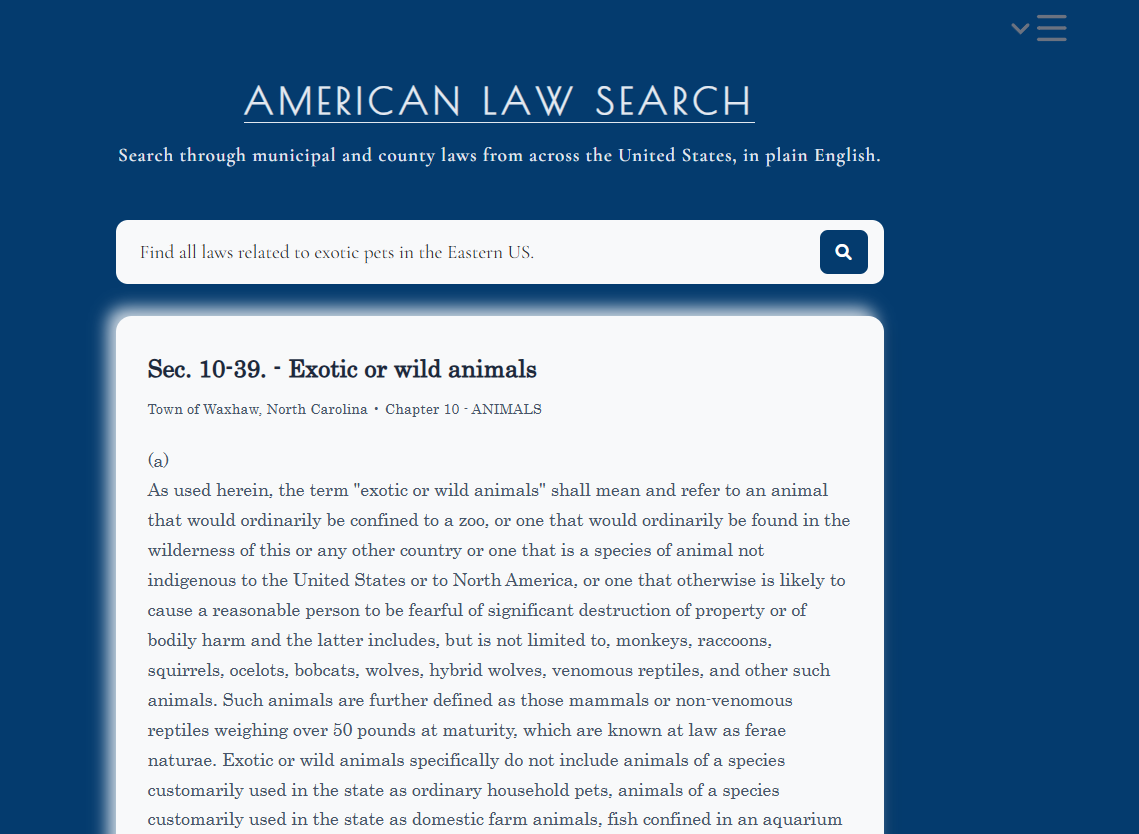 AMERICAN LAW SEARCH
Search through municipal and county laws from across the United States, in plain English.
Find all laws related to exotic pets in the Eastern US.
Sec. 10-39. - Exotic or wild animals
Town of Waxhaw, North Carolina • Chapter 10 - ANIMALS
(a)
As used herein, the term "exotic or wild animals" shall mean and refer to an animal
that would ordinarily be confined to a zoo, or one that would ordinarily be found in the
wilderness of this or any other country or one that is a species of animal not
indigenous to the United States or to North America, or one that otherwise is likely to
cause a reasonable person to be fearful of significant destruction of property or of
bodily harm and the latter includes, but is not limited to, monkeys, raccoons,
squirrels, ocelots, bobcats, wolves, hybrid wolves, venomous reptiles, and other such
animals. Such animals are further defined as those mammals or non-venomous
reptiles weighing over 50 pounds at maturity, which are known at law as ferae
naturae. Exotic or wild animals specifically do not include animals of a species
customarily used in the state as ordinary household pets, animals of a species
customarily used in the state as domestic farm animals, fish confined in an aquarium